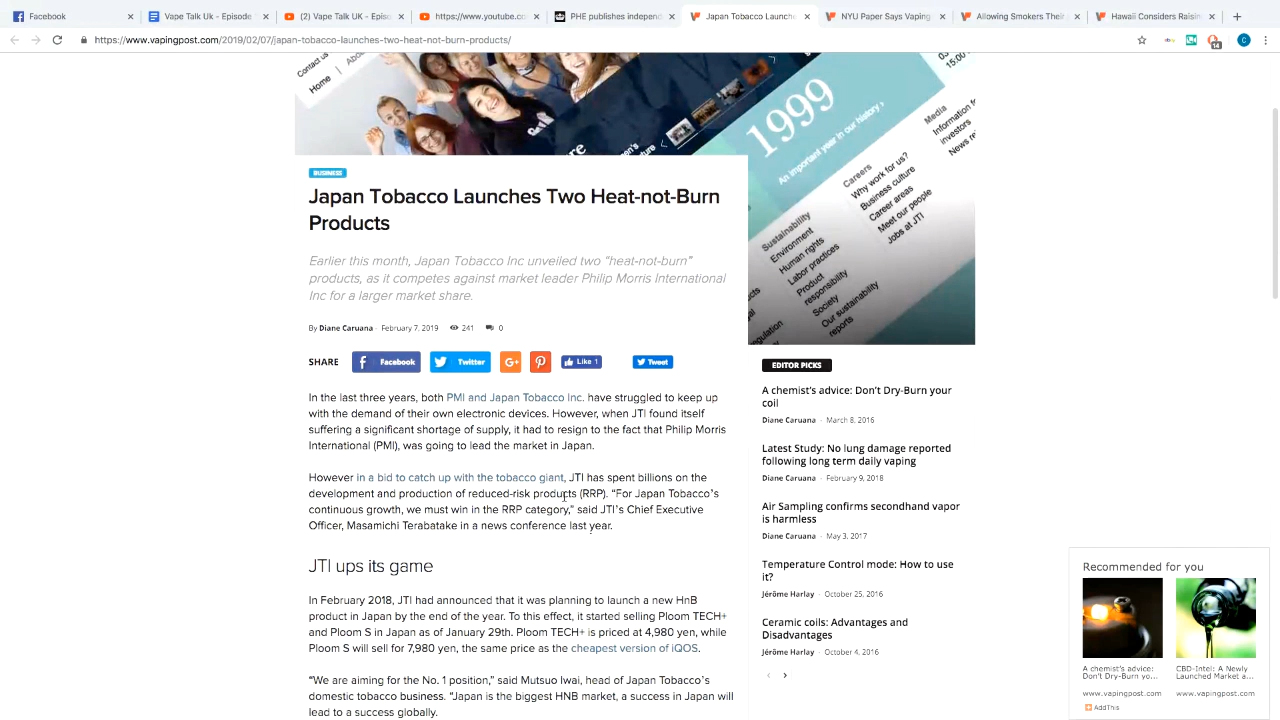 Facebook
Vape Talk Uk - Episode
(2) Vape Talk UK - Episo
https://www.youtube.co
PHE publishes independ
Japan Tobacco Launche
NYU Paper Says Vaping
Allowing Smokers Their
Hawaii Considers Raisin
https://www.vapingpost.com/2019/02/07/japan-tobacco-launches-two-heat-not-burn-products/
14
C
Contact us
Home | Abo
1999
An important year in our history ›
03
15:00
Media
Information f
investors
News re
Careers
Why work for us?
Business culture
Career areas
Meet our people
Jobs at JTI
Sustainability
Environment
Human rights
Labor practices
Product
responsibility
Society
Our sustainability
reports
BUSINESS
Japan Tobacco Launches Two Heat-not-Burn
Products
Earlier this month, Japan Tobacco Inc unveiled two "heat-not-burn"
products, as it competes against market leader Philip Morris International
Inc for a larger market share.
By Diane Caruana - February 7, 2019 241 0
SHARE Facebook Twitter G+ Like 1 Tweet
In the last three years, both PMI and Japan Tobacco Inc. have struggled to keep up
with the demand of their own electronic devices. However, when JTI found itself
suffering a significant shortage of supply, it had to resign to the fact that Philip Morris
International (PMI), was going to lead the market in Japan.
However in a bid to catch up with the tobacco giant, JTI has spent billions on the
development and production of reduced-risk products (RRP). "For Japan Tobacco's
continuous growth, we must win in the RRP category," said JTI's Chief Executive
Officer, Masamichi Terabatake in a news conference last year.
JTI ups its game
In February 2018, JTI had announced that it was planning to launch a new HnB
product in Japan by the end of the year. To this effect, it started selling Ploom TECH+
and Ploom S in Japan as of January 29th. Ploom TECH+ is priced at 4,980 yen, while
Ploom S will sell for 7,980 yen, the same price as the cheapest version of iQOS.
"We are aiming for the No. 1 position," said Mutsuo Iwai, head of Japan Tobacco's
domestic tobacco business. "Japan is the biggest HNB market, a success in Japan will
lead to a success globally.
EDITOR PICKS
A chemist's advice: Don't Dry-Burn your
coil
Diane Caruana - March 8, 2016
Latest Study: No lung damage reported
following long term daily vaping
Diane Caruana - February 9, 2018
Air Sampling confirms secondhand vapor
is harmless
Diane Caruana - May 3, 2017
Temperature Control mode: How to use
it?
Jérôme Harlay - October 25, 2016
Ceramic coils: Advantages and
Disadvantages
Jérôme Harlay - October 4, 2016
Recommended for you
A chemist's advice:
Don't Dry-Burn yo...
www.vapingpost.com
CBD-Intel: A Newly
Launched Market a...
www.vapingpost.com
AddThis